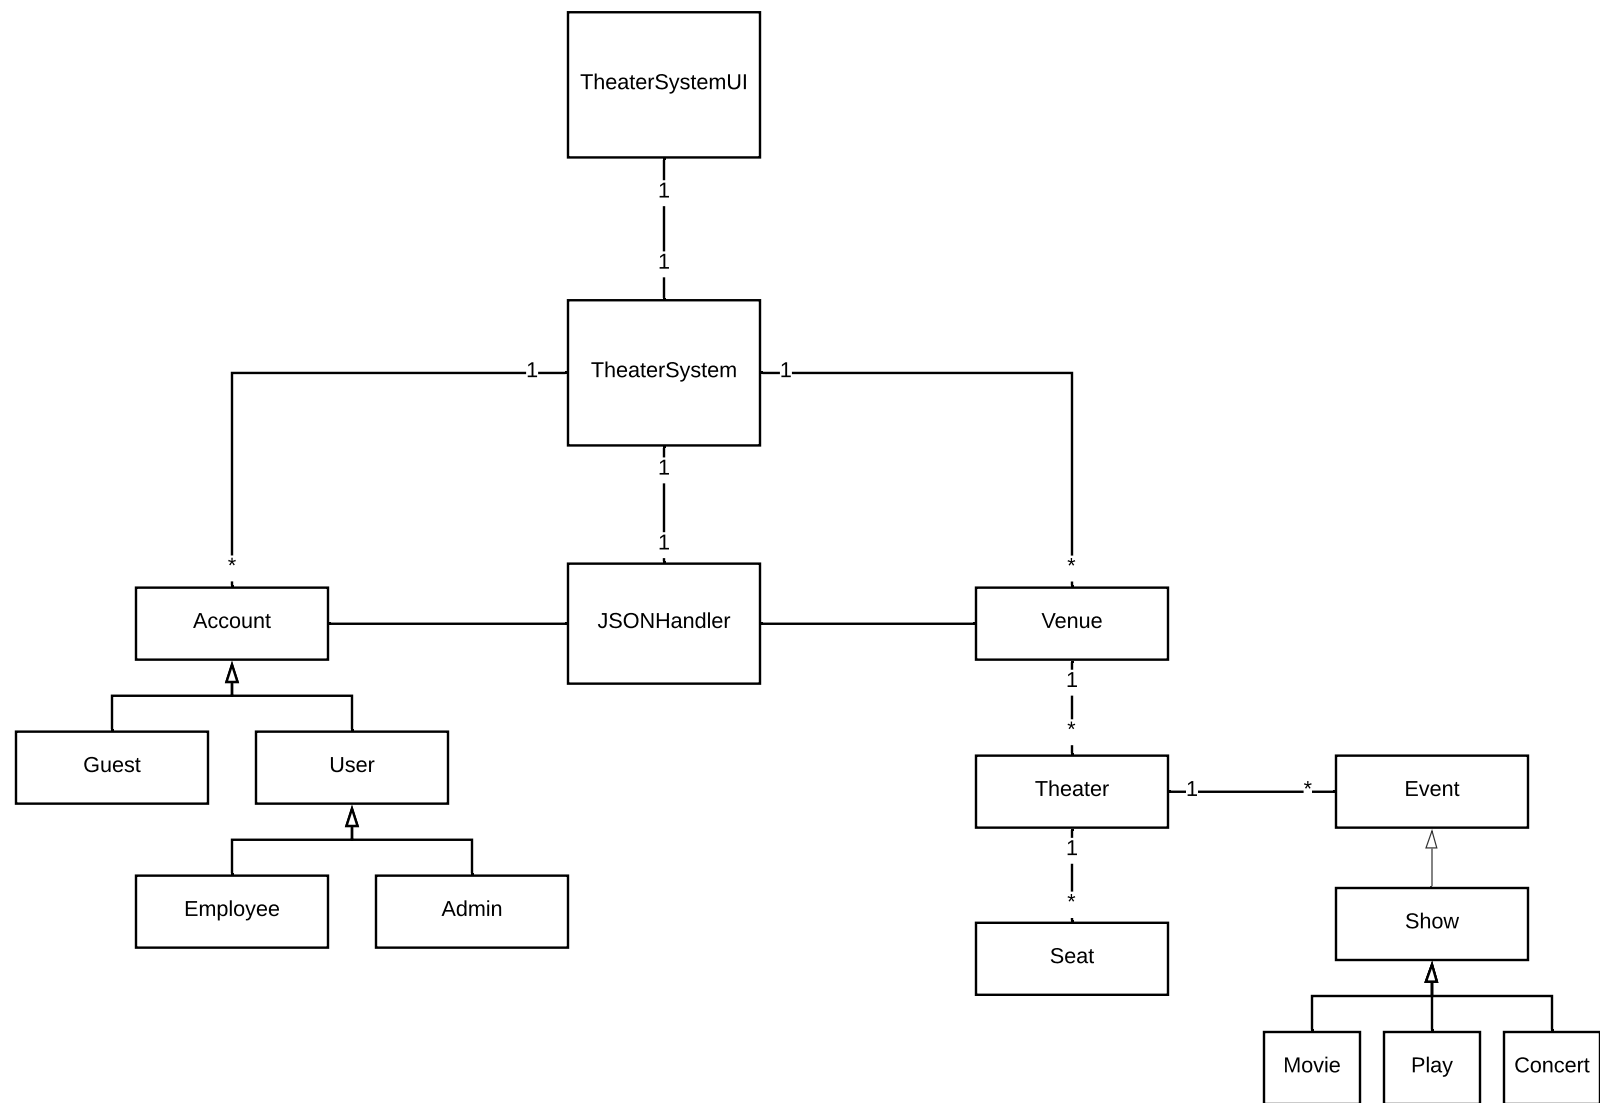 TheaterSystemUI
1
1
1
TheaterSystem
1
1
1
*
*
Account
JSONHandler
Venue
1
*
Guest
User
Theater
1
*
Event
1
*
Employee
Admin
Seat
Show
Movie
Play
Concert